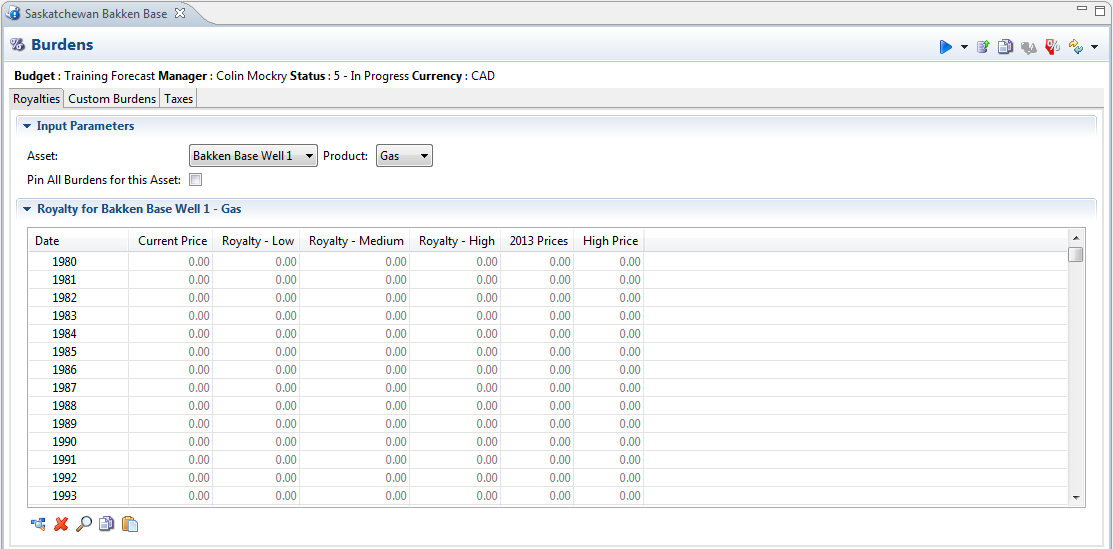 Saskatchewan Bakken Base
Burdens
Budget : Training Forecast Manager : Colin Mockry Status : 5 - In Progress Currency : CAD
Royalties Custom Burdens Taxes
Input Parameters
Asset: Bakken Base Well 1 Product: Gas
Pin All Burdens for this Asset:
Royalty for Bakken Base Well 1 - Gas
Date Current Price Royalty - Low Royalty - Medium Royalty - High 2013 Prices High Price
1980 0.00 0.00 0.00 0.00 0.00 0.00
1981 0.00 0.00 0.00 0.00 0.00 0.00
1982 0.00 0.00 0.00 0.00 0.00 0.00
1983 0.00 0.00 0.00 0.00 0.00 0.00
1984 0.00 0.00 0.00 0.00 0.00 0.00
1985 0.00 0.00 0.00 0.00 0.00 0.00
1986 0.00 0.00 0.00 0.00 0.00 0.00
1987 0.00 0.00 0.00 0.00 0.00 0.00
1988 0.00 0.00 0.00 0.00 0.00 0.00
1989 0.00 0.00 0.00 0.00 0.00 0.00
1990 0.00 0.00 0.00 0.00 0.00 0.00
1991 0.00 0.00 0.00 0.00 0.00 0.00
1992 0.00 0.00 0.00 0.00 0.00 0.00
1993 0.00 0.00 0.00 0.00 0.00 0.00